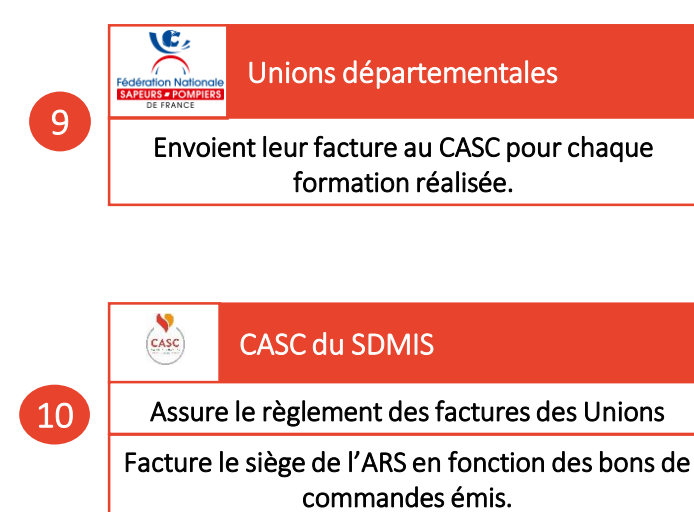 Fédération Nationale
SAPEURS - POMPIERS
DE FRANCE
Unions départementales
9
Envoient leur facture au CASC pour chaque
formation réalisée.
CASC
CASC du SDMIS
10
Assure le règlement des factures des Unions
Facture le siège de l’ARS en fonction des bons de
commandes émis.